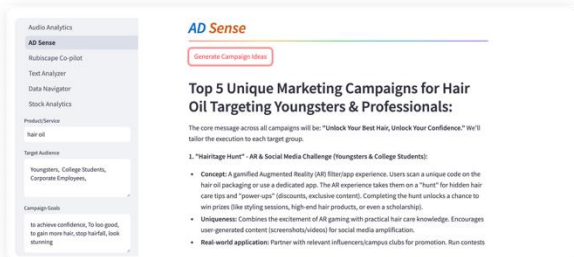 Audio Analytics
AD Sense
Rubiscape Co-pilot
Text Analyzer
Data Navigator
Stock Analytics
Product/Service
hair oil
Target Audience
Youngsters, College Students,
Corporate Employees,
Campaign Goals
to achieve confidence, To loo good,
to gain more hair, stop hairfall, look
stunning
AD Sense
Generate Campaign Ideas
Top 5 Unique Marketing Campaigns for Hair
Oil Targeting Youngsters & Professionals:
The core message across all campaigns will be: "Unlock Your Best Hair, Unlock Your Confidence." We'll
tailor the execution to each target group.
1. "Hairitage Hunt" - AR & Social Media Challenge (Youngsters & College Students):
• Concept: A gamified Augmented Reality (AR) filter/app experience. Users scan a unique code on the
hair oil packaging or use a dedicated app. The AR experience takes them on a "hunt" for hidden hair
care tips and "power-ups" (discounts, exclusive content). Completing the hunt unlocks a chance to
win prizes (like styling sessions, high-end hair products, or even a scholarship).
• Uniqueness: Combines the excitement of AR gaming with practical hair care knowledge. Encourages
user-generated content (screenshots/videos) for social media amplification.
• Real-world application: Partner with relevant influencers/campus clubs for promotion. Run contests